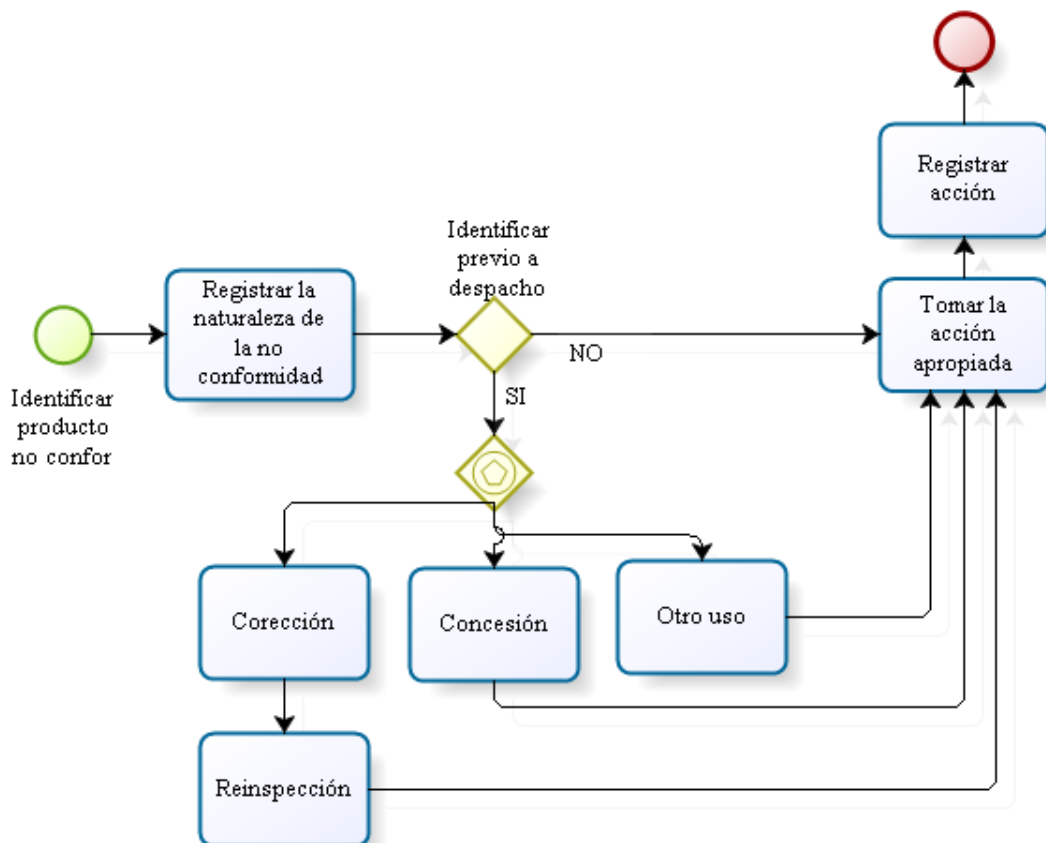 Identificar
producto
no confor
Registrar la
naturaleza de
la no
conformidad
Identificar
previo a
despacho
NO
SI
Corección
Concesión
Otro uso
Reinspección
Tomar la
acción
apropiada
Registrar
acción